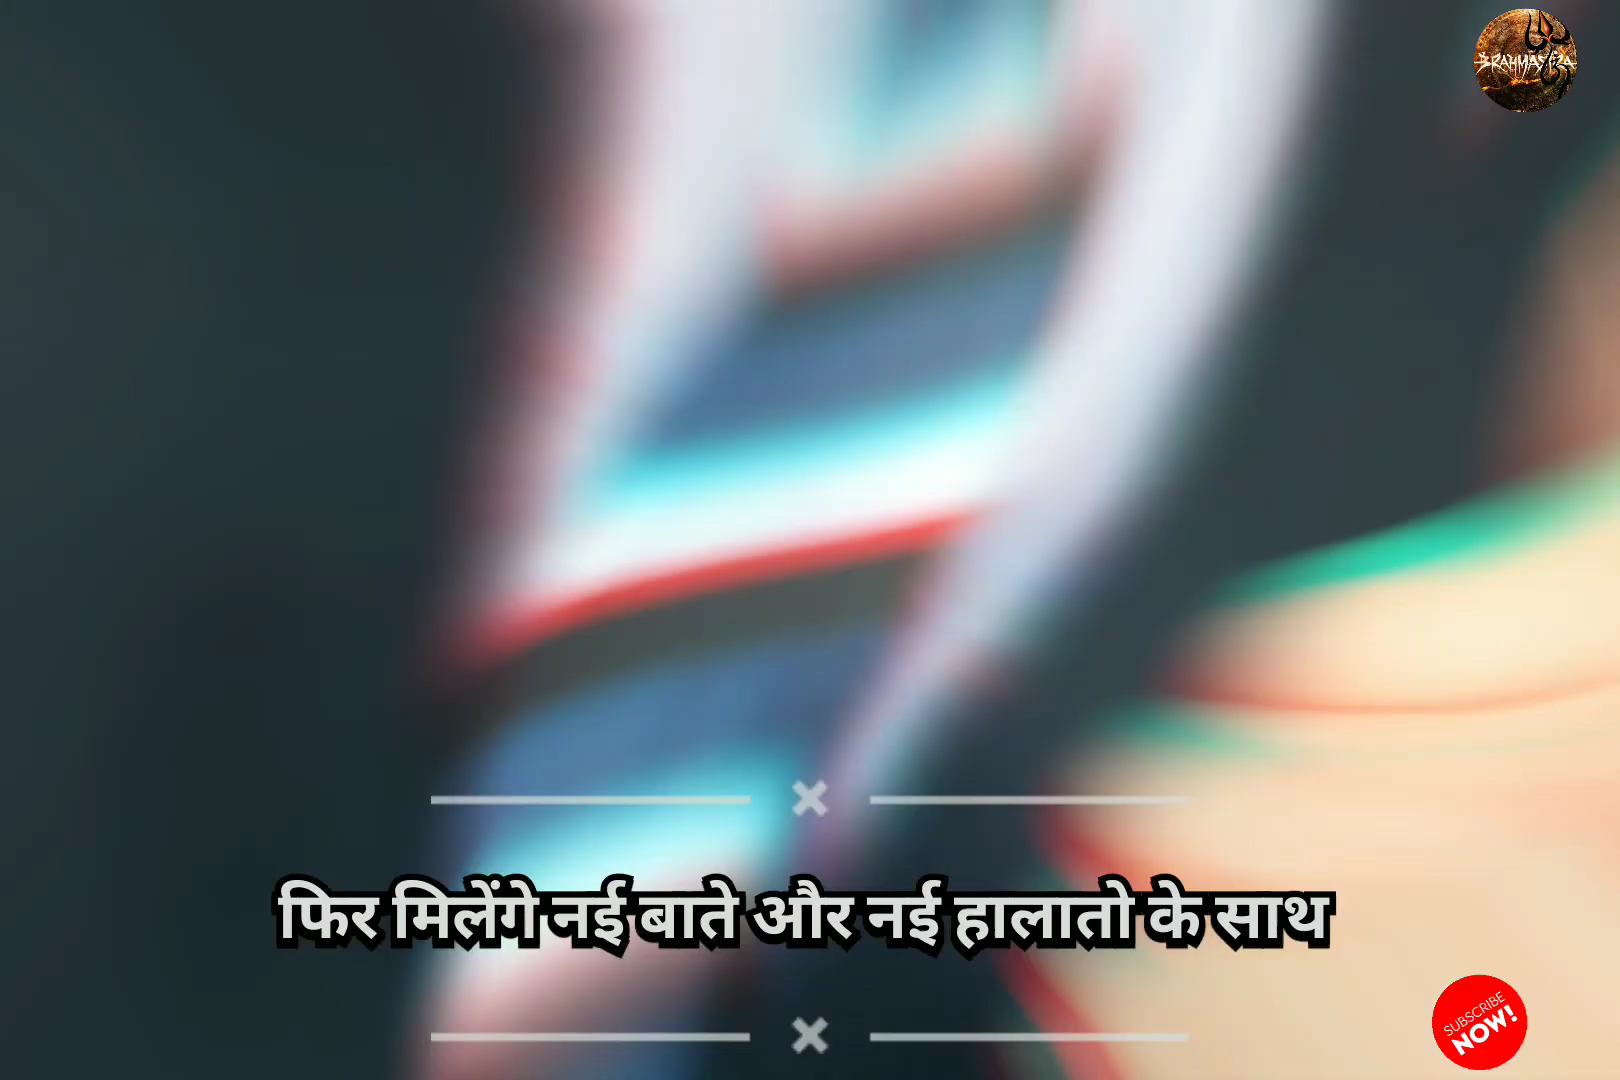 BRAHMASTRA
फिर मिलेंगे नई बाते और नई हालातो के साथ
SUBSCRIBE
NOW!